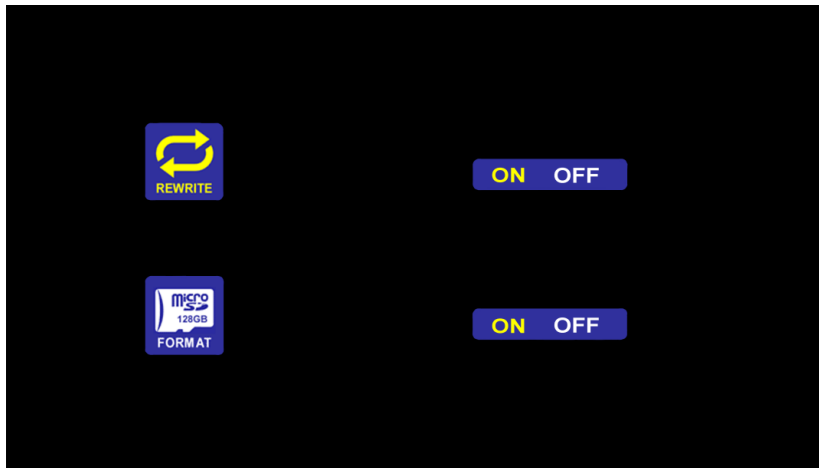 REWRITE
ON OFF
micro
SD
128GB
FORMAT
ON OFF